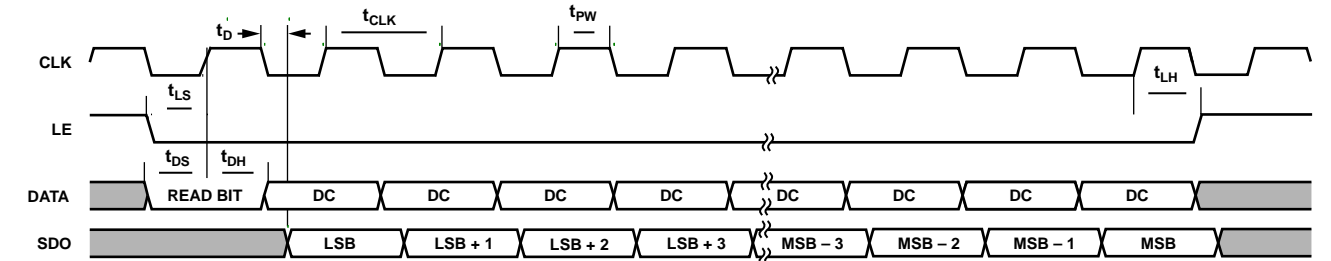 tD
tCLK
tPW
CLK
tLS
tLH
LE
tDS
tDH
DATA
READ BIT
DC
DC
DC
DC
DC
DC
DC
DC
SDO
LSB
LSB + 1
LSB + 2
LSB + 3
MSB – 3
MSB – 2
MSB – 1
MSB